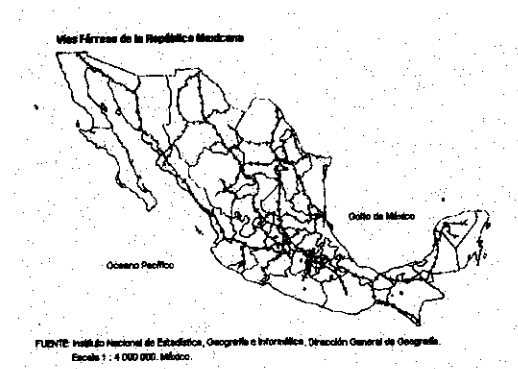 Vías Férreas de la República Mexicana
Golfo de México
Oceano Pacífico
FUENTE: Instituto Nacional de Estadística, Geografía e Informática, Dirección General de Geografía.
Escala 1 : 4 000 000. México.